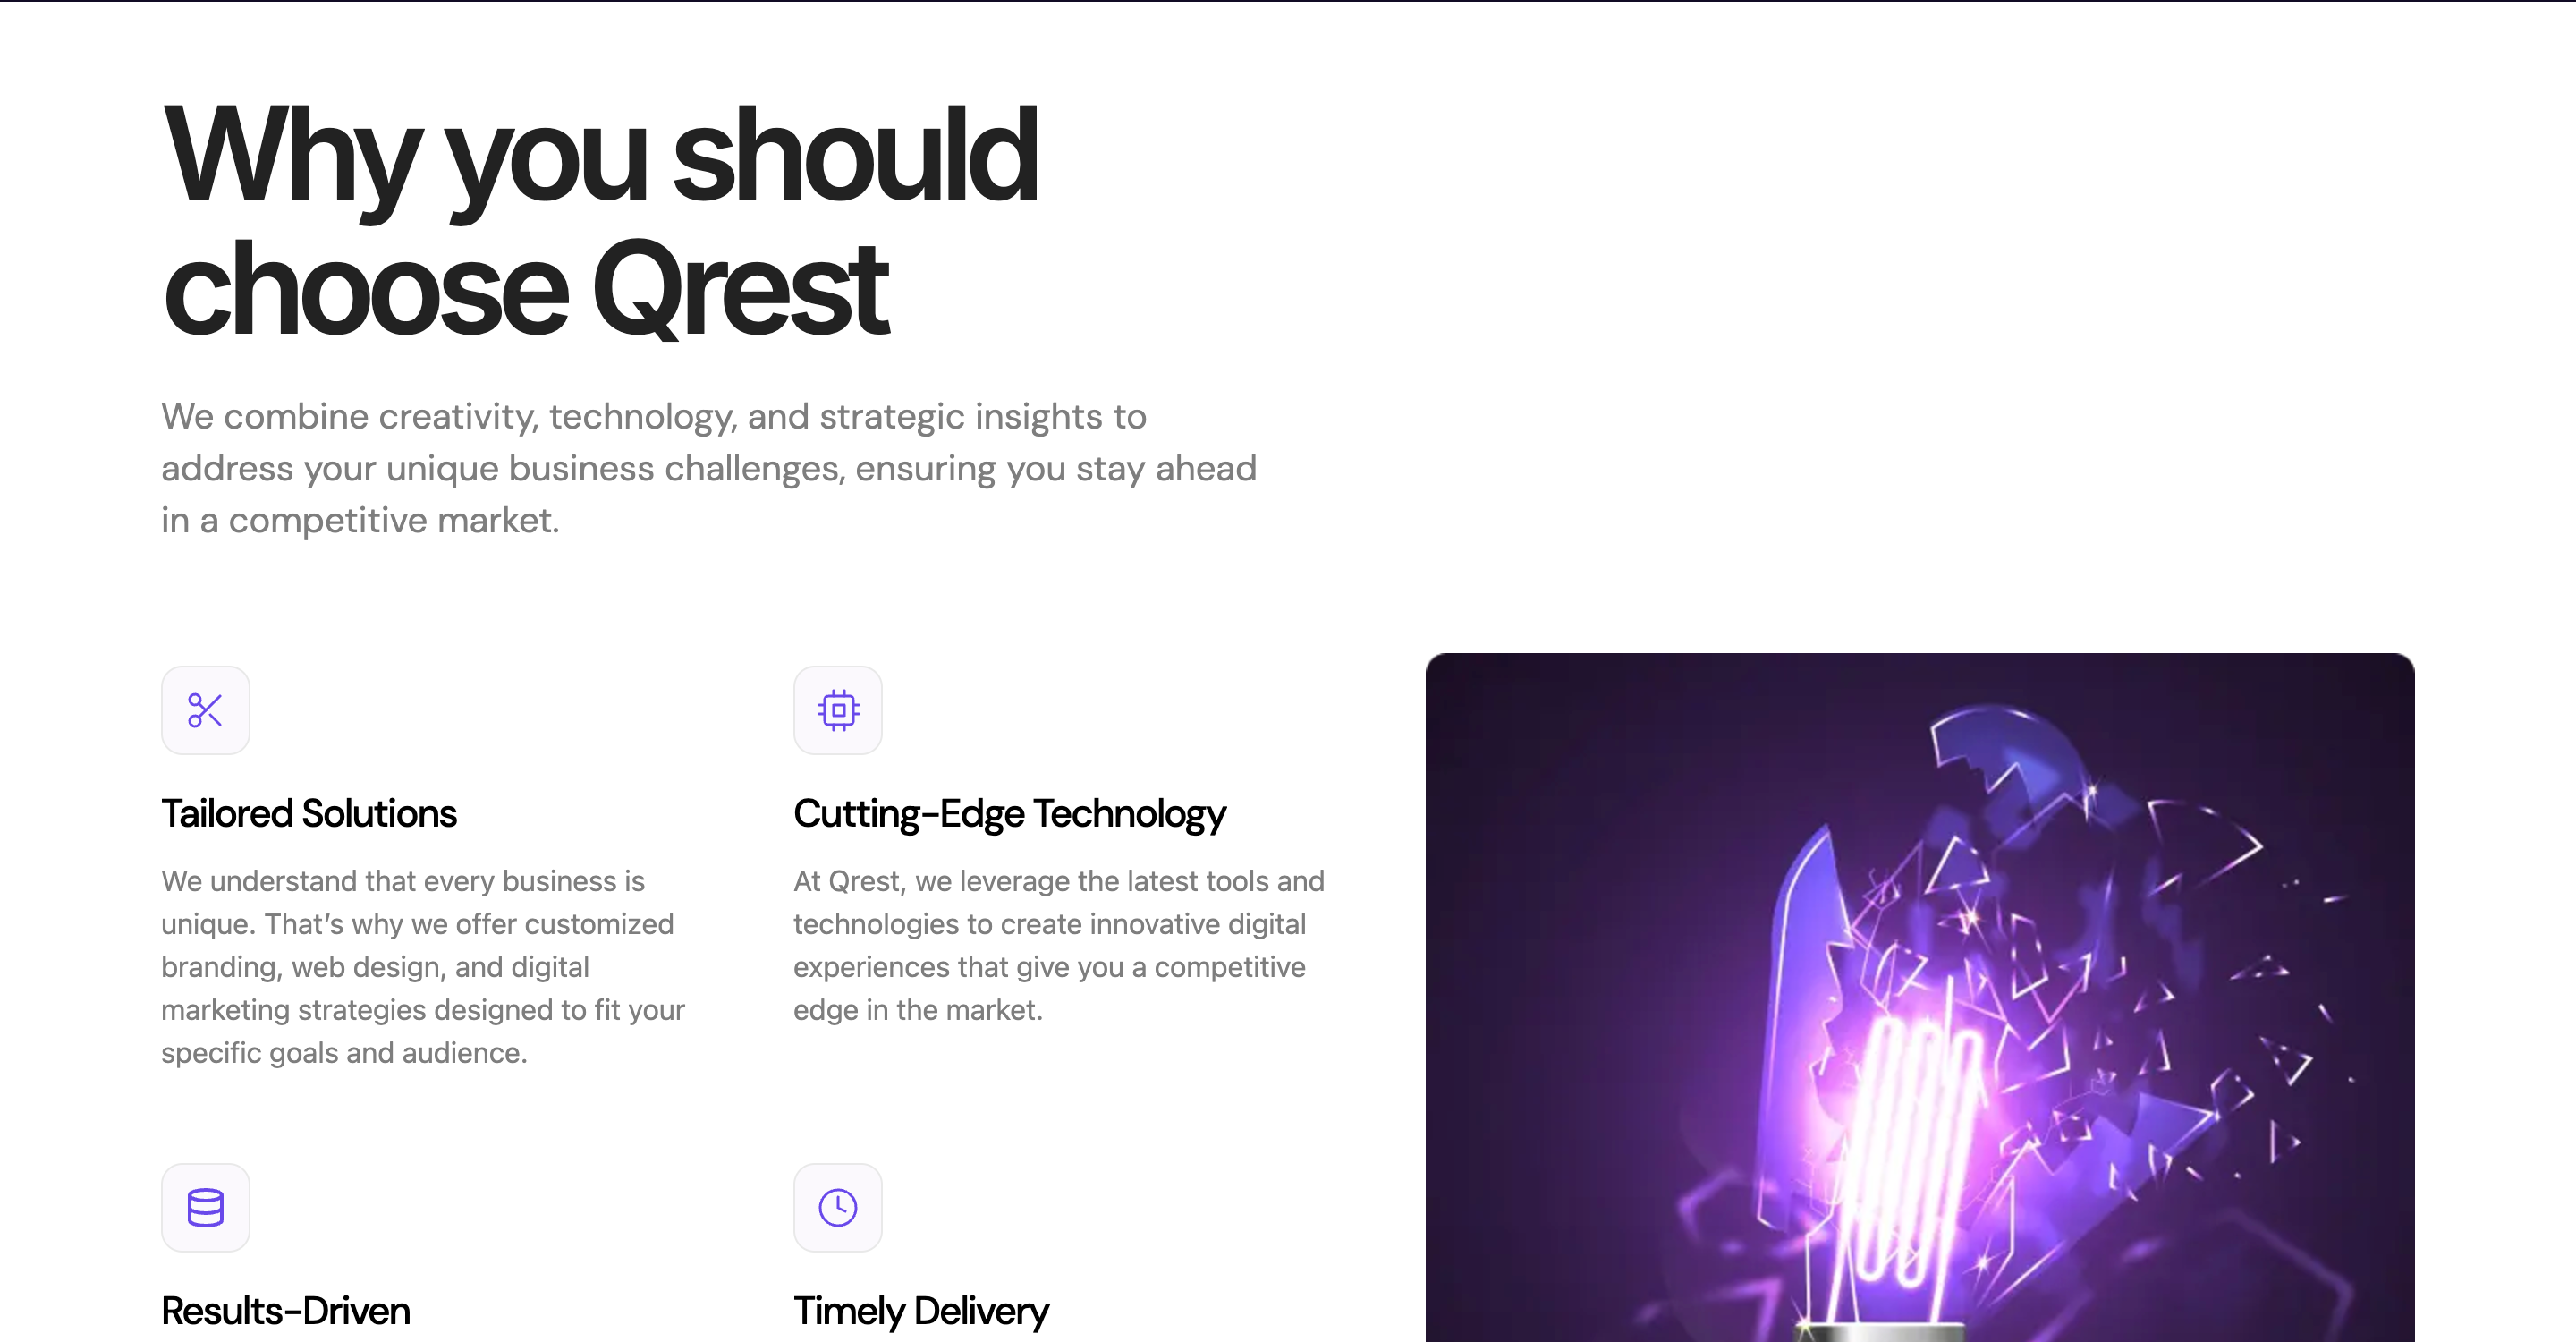 Why you should
choose Qrest
We combine creativity, technology, and strategic insights to
address your unique business challenges, ensuring you stay ahead
in a competitive market.
Tailored Solutions
We understand that every business is
unique. That’s why we offer customized
branding, web design, and digital
marketing strategies designed to fit your
specific goals and audience.
Cutting-Edge Technology
At Qrest, we leverage the latest tools and
technologies to create innovative digital
experiences that give you a competitive
edge in the market.
Results-Driven
Timely Delivery